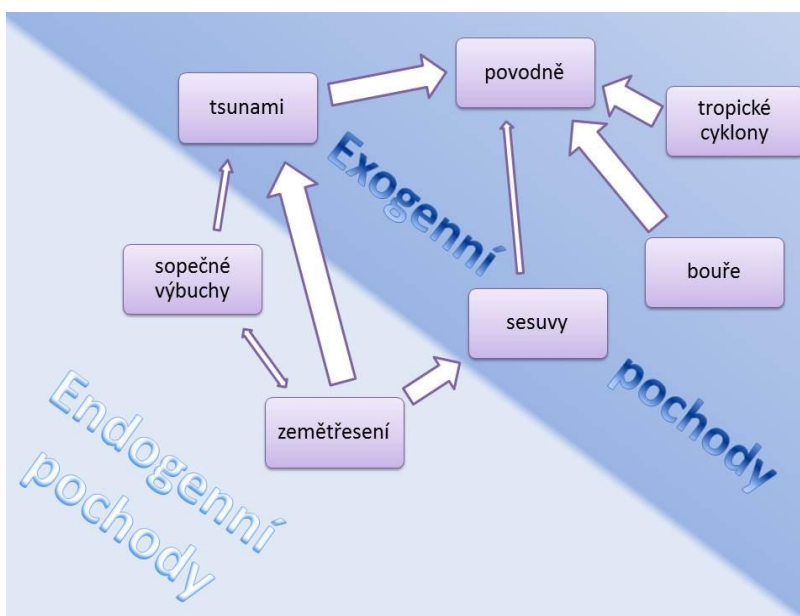 povodně
tsunami
tropické
cyklony
Exogenní
sopečné
výbuchy
bouře
sesuvy
zemětřesení
pochody
Endogenní
pochody